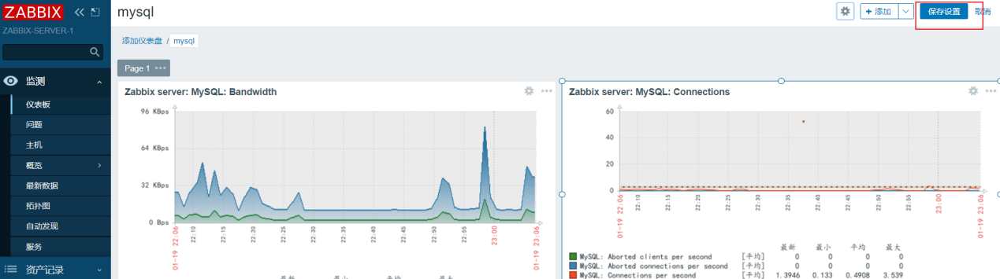 ZABBIX
ZABBIX-SERVER-1
监测
仪表板
问题
主机
概览
最新数据
拓扑图
自动发现
服务
资产记录
mysql
+ 添加
保存设置
取消
添加仪表盘 / mysql
Page 1
Zabbix server: MySQL: Bandwidth
96 KBps
64 KBps
32 KBps
0 Bps
01-19 22:06
22:10
22:15
22:20
22:25
22:30
22:35
22:40
22:45
22:50
22:55
23:00
01-19 23:06
最新 最小 平均 最大
Zabbix server: MySQL: Connections
60
40
20
0
01-19 22:06
22:10
22:15
22:20
22:25
22:30
22:35
22:40
22:45
22:50
22:55
23:00
01-19 23:06
最新 最小 平均 最大
MySQL: Aborted clients per second [平均] 0 0 0 0
MySQL: Aborted connections per second [平均] 0 0 0 0
MySQL: Connections per second [平均] 1.3946 0.133 0.4908 3.539